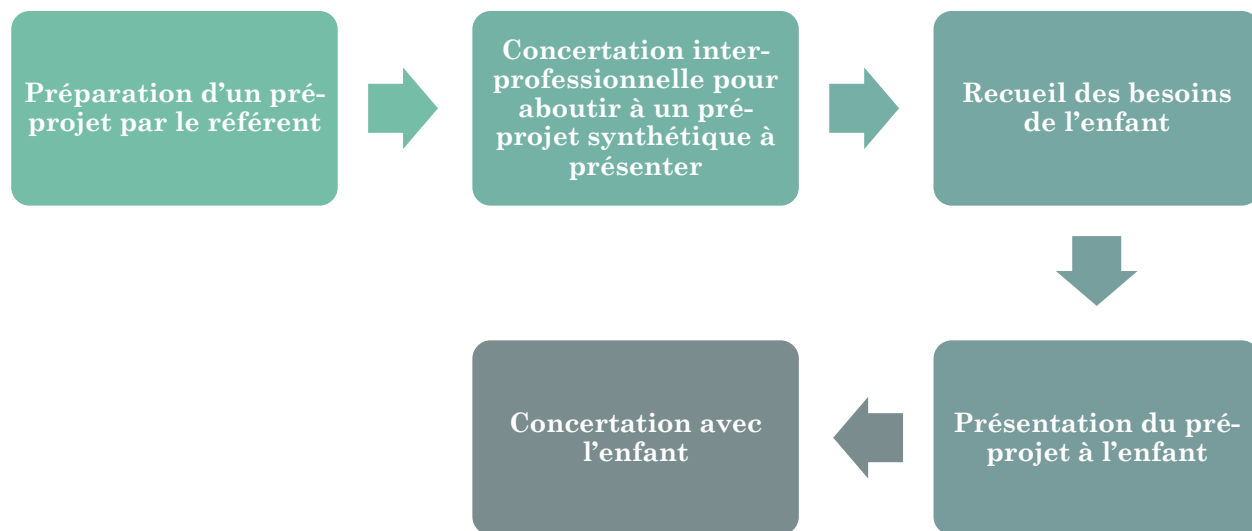 Préparation d’un pré-
projet par le référent
Concertation inter-
professionnelle pour
aboutir à un pré-
projet synthétique à
présenter
Recueil des besoins
de l’enfant
Présentation du pré-
projet à l’enfant
Concertation avec
l’enfant